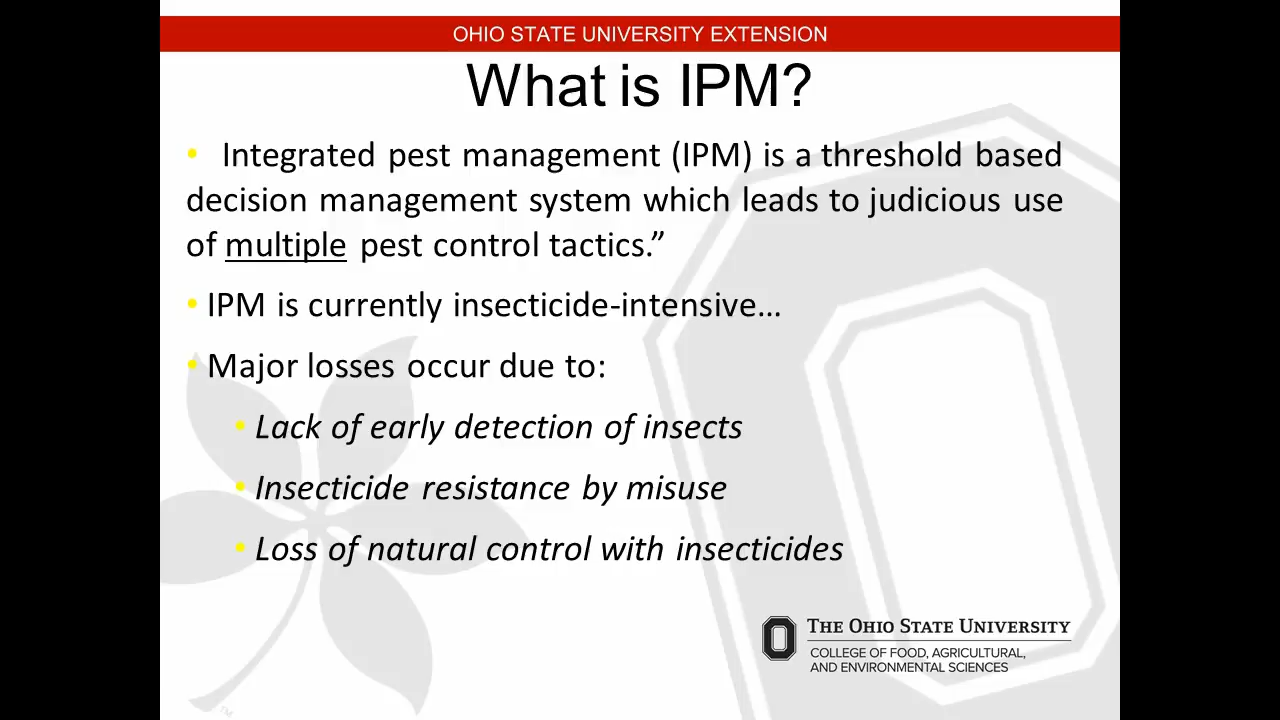 OHIO STATE UNIVERSITY EXTENSION
What is IPM?
• Integrated pest management (IPM) is a threshold based
decision management system which leads to judicious use
of multiple pest control tactics.”
• IPM is currently insecticide-intensive…
• Major losses occur due to:
• Lack of early detection of insects
• Insecticide resistance by misuse
• Loss of natural control with insecticides
THE OHIO STATE UNIVERSITY
COLLEGE OF FOOD, AGRICULTURAL,
AND ENVIRONMENTAL SCIENCES
TM